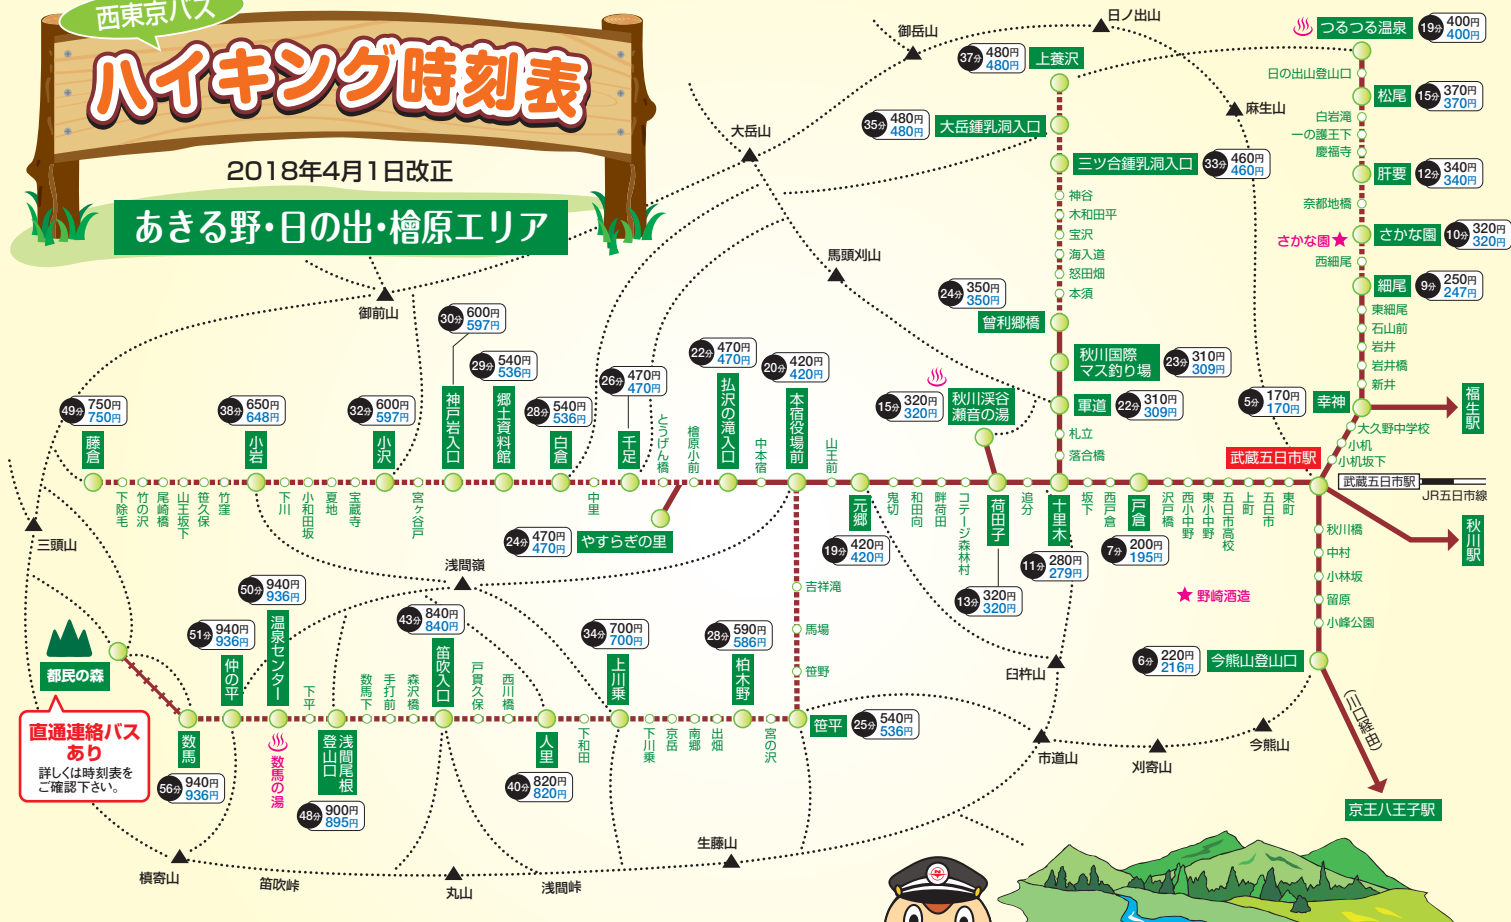 西東京バス
ハイキング時刻表
2018年4月1日改正
あきる野・日の出・檜原エリア
御岳山
日ノ出山
麻生山
大岳山
馬頭刈山
御前山
三頭山
浅間嶺
臼杵山
市道山
刈寄山
今熊山
生藤山
丸山
槙寄山
笛吹峠
浅間峠
つるつる温泉
19分 400円 400円
日の出山登山口
松尾
15分 370円 370円
白岩滝
一の護王下
慶福寺
肝要
12分 340円 340円
奈都地橋
さかな園★
さかな園
10分 320円 320円
西細尾
細尾
9分 250円 247円
東細尾
石山前
岩井
岩井橋
新井
5分 170円 170円
幸神
福生駅
大久野中学校
小机
小机坂下
武蔵五日市駅
武蔵五日市駅
JR五日市線
秋川駅
37分 480円 480円
上養沢
35分 480円 480円
大岳鍾乳洞入口
三ツ合鍾乳洞入口
33分 460円 460円
神谷
木和田平
宝沢
海入道
怒田畑
本須
24分 350円 350円
曾利郷橋
秋川国際
マス釣り場
23分 310円 309円
軍道
22分 310円 309円
札立
落合橋
15分 320円 320円
秋川渓谷
瀬音の湯
49分 750円 750円
藤倉
下除毛
竹の沢
尾崎橋
山王坂下
笹久保
竹窪
38分 650円 648円
小岩
下川
小和田坂
夏地
宝蔵寺
32分 600円 597円
小沢
宮ヶ谷戸
30分 600円 597円
神戸岩入口
29分 540円 536円
郷土資料館
28分 540円 536円
白倉
中里
26分 470円 470円
千足
とうげん橋
檜原小前
24分 470円 470円
やすらぎの里
22分 470円 470円
払沢の滝入口
中本宿
20分 420円 420円
本宿役場前
山王前
元郷
19分 420円 420円
鬼切
和田向
畔荷田
コテージ森林村
荷田子
13分 320円 320円
追分
十里木
11分 280円 279円
坂下
西戸倉
戸倉
7分 200円 195円
沢戸橋
西小中野
東小中野
五日市高校
上町
五日市
東町
★野崎酒造
秋川橋
中村
小林坂
留原
小峰公園
6分 220円 216円
今熊山登山口
(川口経由)
京王八王子駅
吉祥滝
馬場
笹野
笹平
25分 540円 536円
宮の沢
28分 590円 586円
柏木野
出畑
南郷
京岳
下川乗
34分 700円 700円
上川乗
下和田
人里
40分 820円 820円
西川橋
戸貫久保
43分 840円 840円
笛吹入口
森沢橋
手打前
数馬下
浅間尾根
登山口
48分 900円 895円
下平
50分 940円 936円
温泉センター
数馬の湯
51分 940円 936円
仲の平
数馬
56分 940円 936円
都民の森
直通連絡バス
あり
詳しくは時刻表を
ご確認下さい。